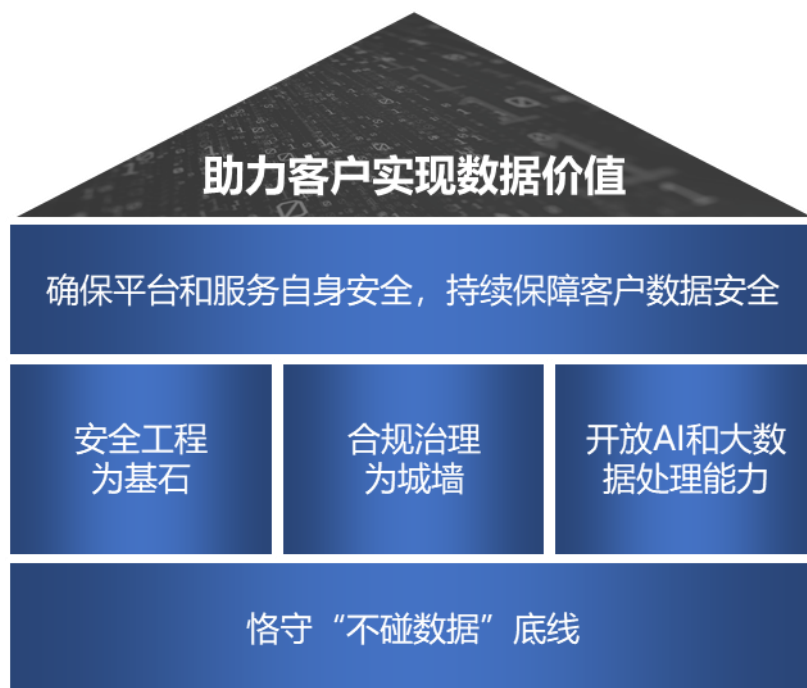 助力客户实现数据价值
确保平台和服务自身安全，持续保障客户数据安全
安全工程
为基石
合规治理
为城墙
开放AI和大数
据处理能力
恪守“不碰数据”底线